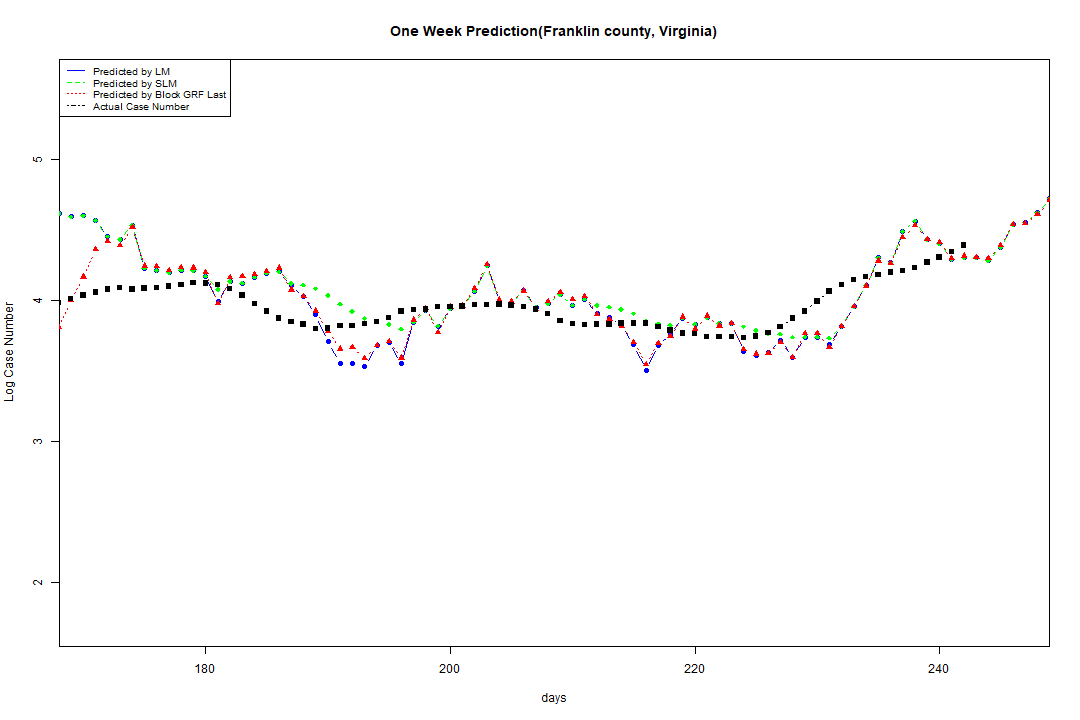 One Week Prediction(Franklin county, Virginia)
Predicted by LM
Predicted by SLM
Predicted by Block GRF Last
Actual Case Number
5
4
3
2
Log Case Number
180
200
220
240
days